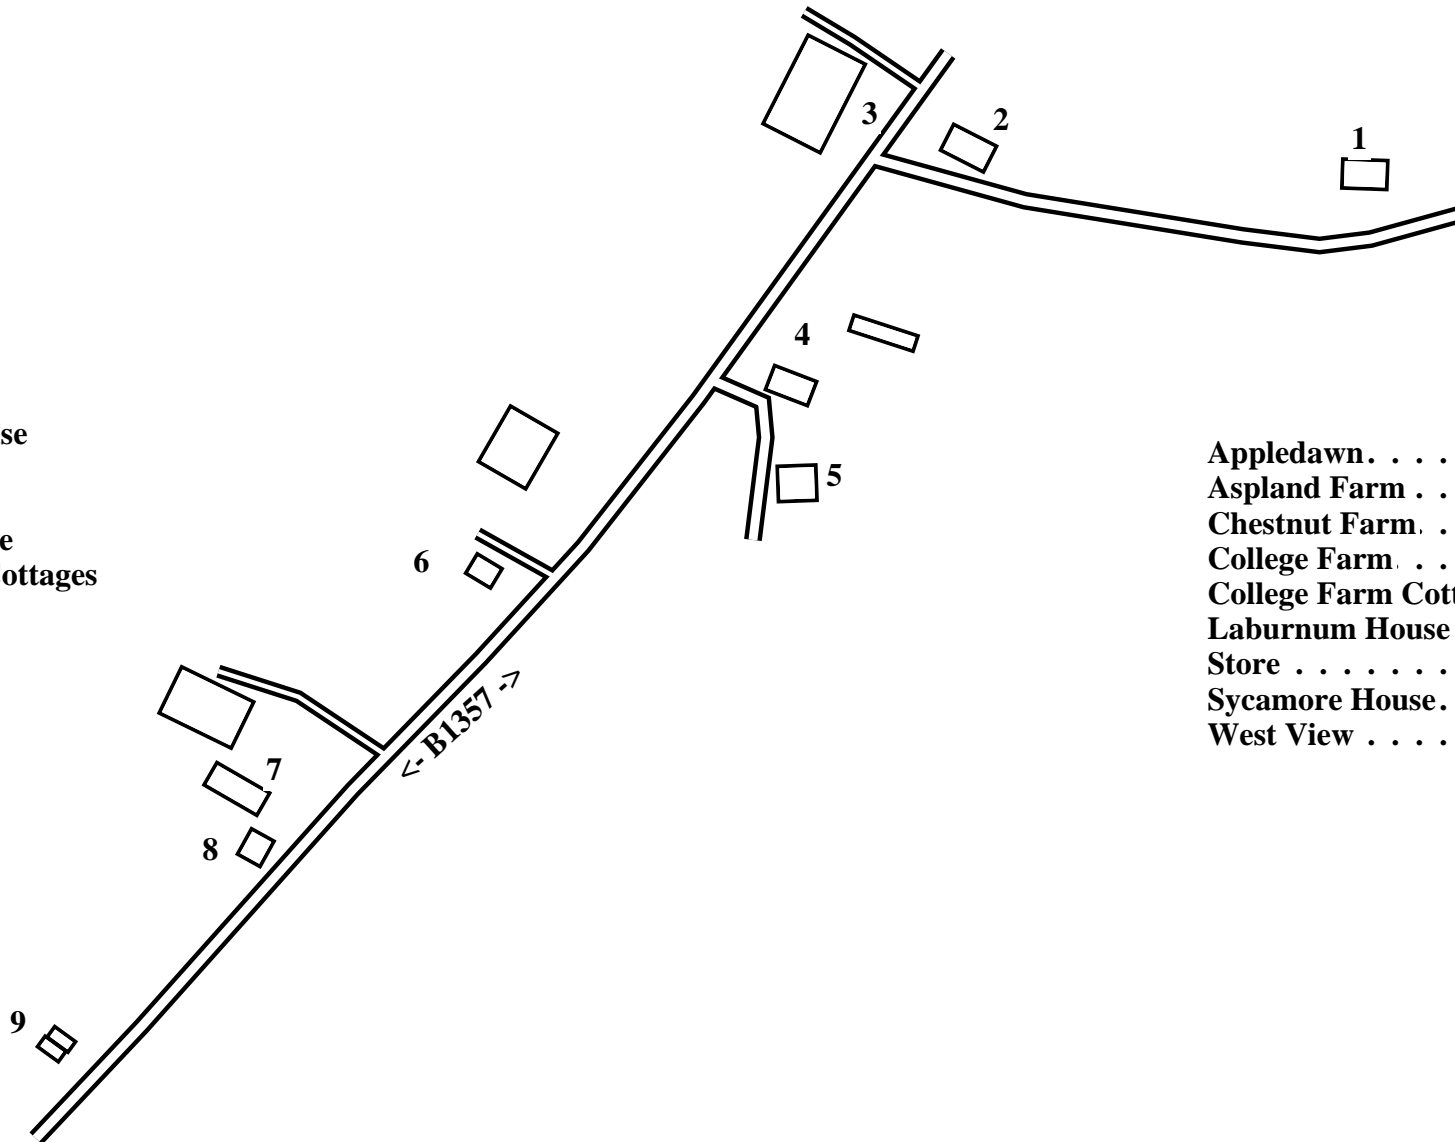 3
2
1
4
se
5
e
6
ottages
<- B1357 ->
7
8
9
Appledawn. . . .
Aspland Farm . .
Chestnut Farm. .
College Farm. . .
College Farm Cott
Laburnum House
Store . . . . . . .
Sycamore House.
West View . . . .